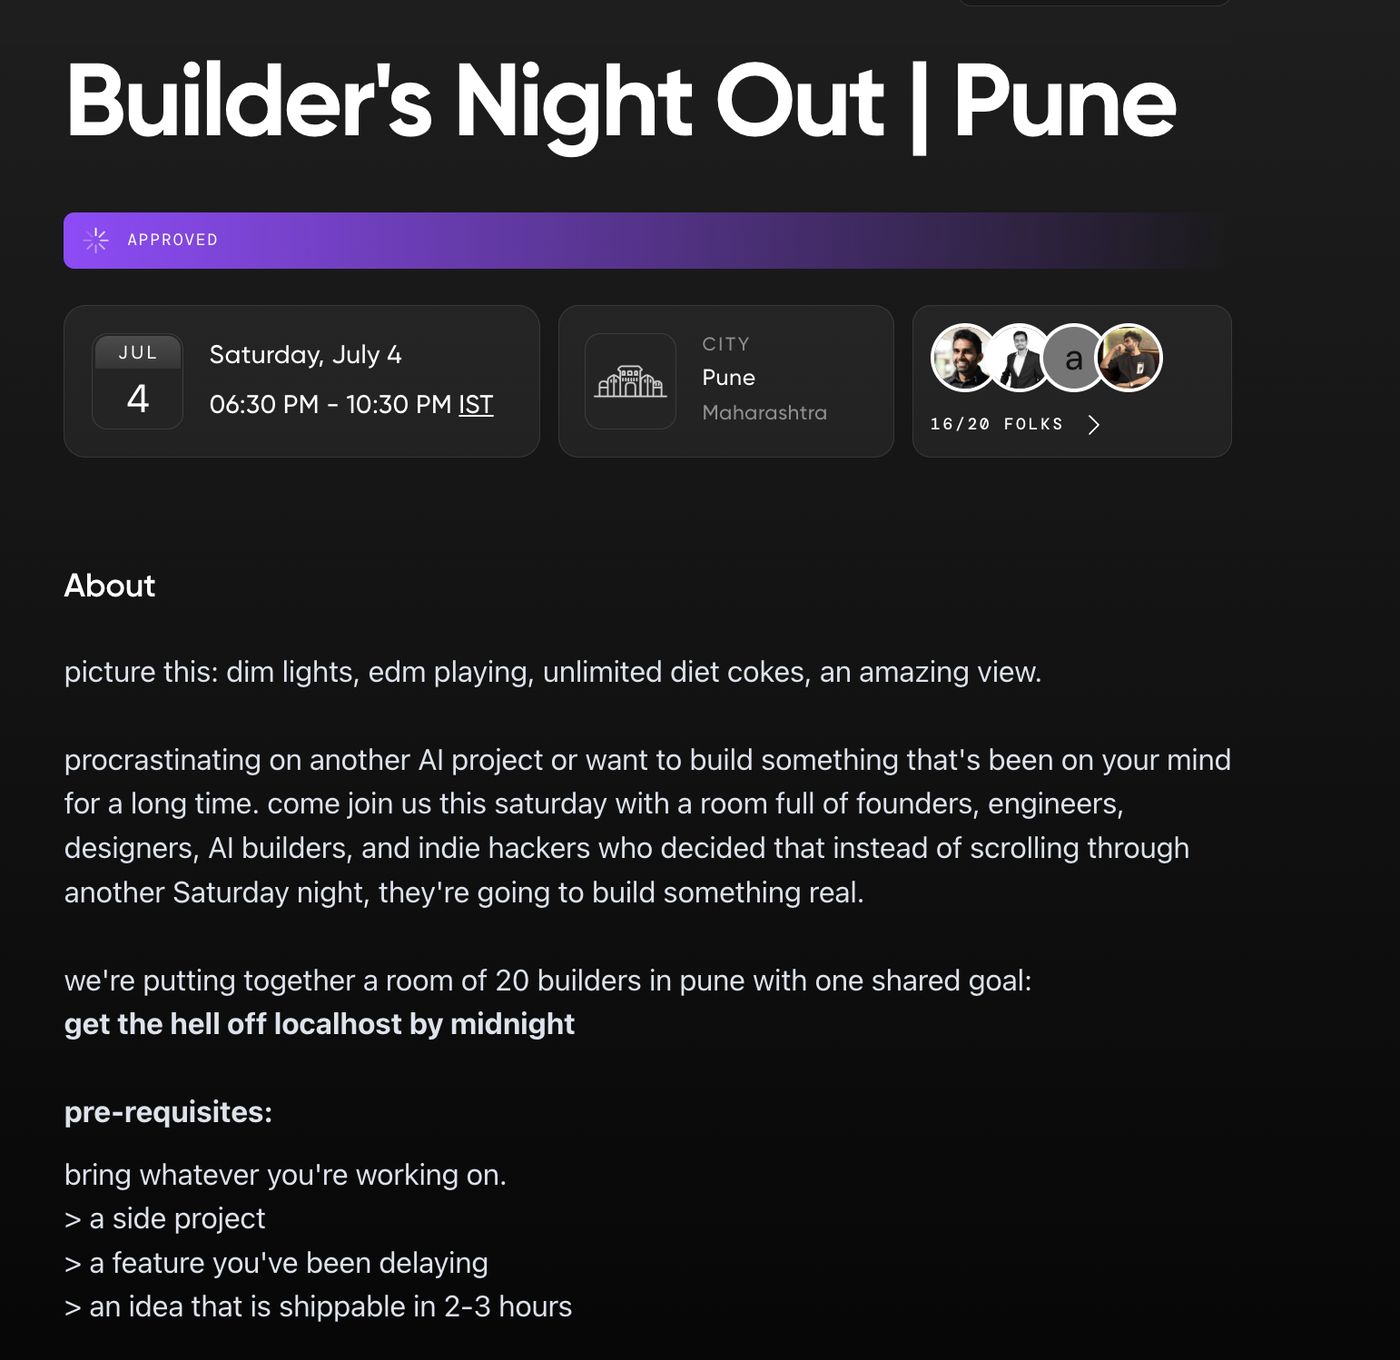 Builder's Night Out | Pune
APPROVED
JUL
4
Saturday, July 4
06:30 PM - 10:30 PM IST
CITY
Pune
Maharashtra
a
16/20 FOLKS
About
picture this: dim lights, edm playing, unlimited diet cokes, an amazing view.
procrastinating on another AI project or want to build something that's been on your mind
for a long time. come join us this saturday with a room full of founders, engineers,
designers, AI builders, and indie hackers who decided that instead of scrolling through
another Saturday night, they're going to build something real.
we're putting together a room of 20 builders in pune with one shared goal:
get the hell off localhost by midnight
pre-requisites:
bring whatever you're working on.
> a side project
> a feature you've been delaying
> an idea that is shippable in 2-3 hours